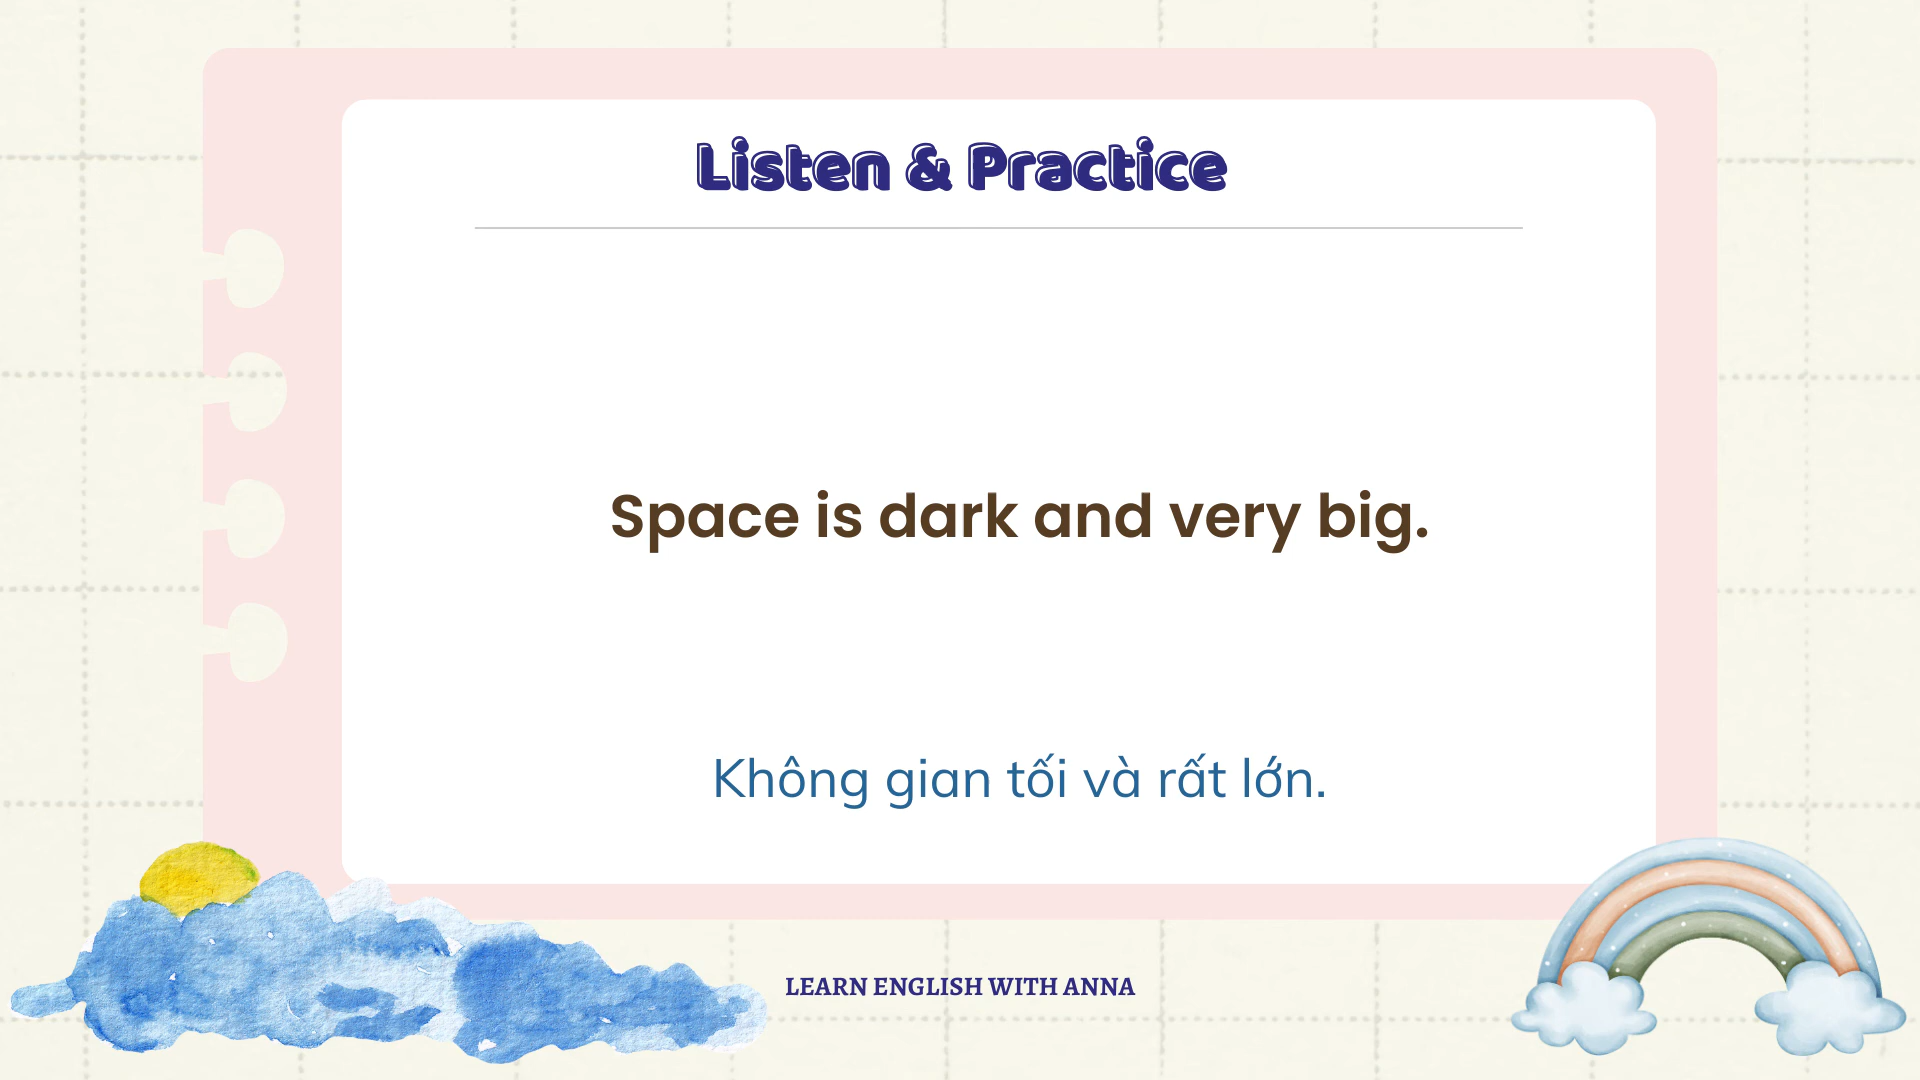 Listen & Practice
Space is dark and very big.
Không gian tối và rất lớn.
LEARN ENGLISH WITH ANNA